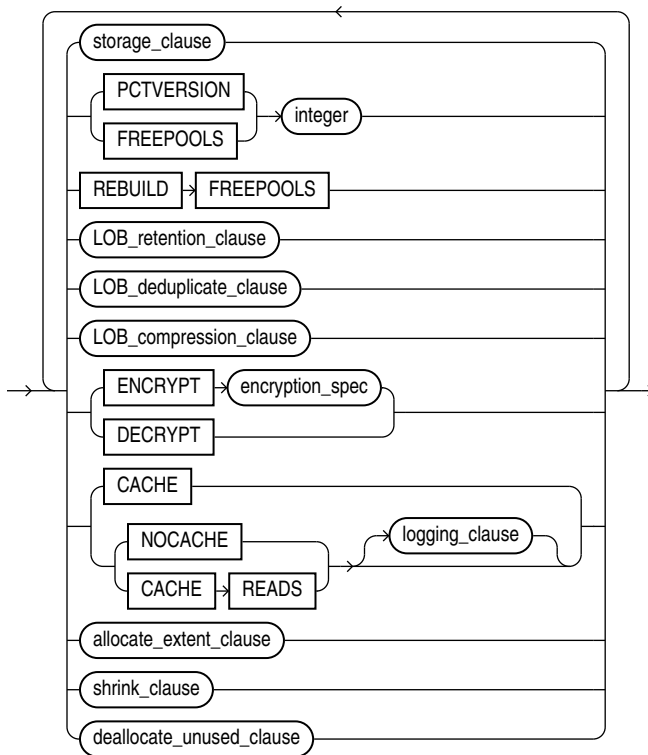 storage_clause
PCTVERSION
FREEPOOLS
integer
REBUILD FREEPOOLS
LOB_retention_clause
LOB_deduplicate_clause
LOB_compression_clause
ENCRYPT encryption_spec
DECRYPT
CACHE
NOCACHE
CACHE READS
logging_clause
allocate_extent_clause
shrink_clause
deallocate_unused_clause